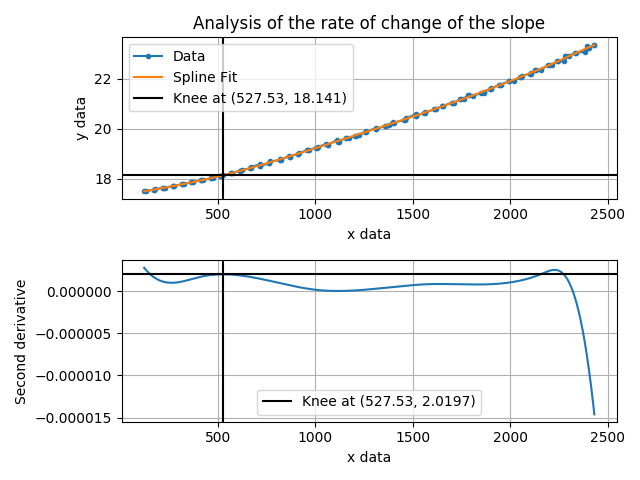 Analysis of the rate of change of the slope
Data
Spline Fit
Knee at (527.53, 18.141)
y data
22
20
18
500
1000
1500
2000
2500
x data
Second derivative
0.000000
−0.000005
−0.000010
−0.000015
Knee at (527.53, 2.0197)
500
1000
1500
2000
2500
x data